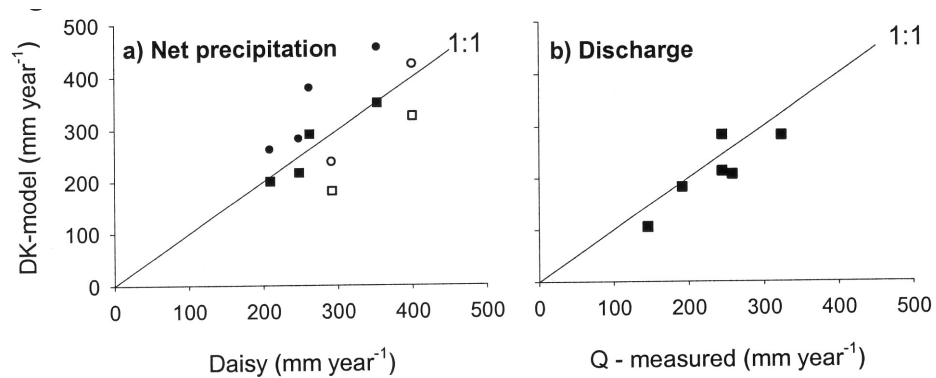 a) Net precipitation
1:1
500
400
300
200
100
0
DK-model (mm year-1)
0 100 200 300 400 500
Daisy (mm year-1)
b) Discharge
1:1
0 100 200 300 400 500
Q - measured (mm year-1)